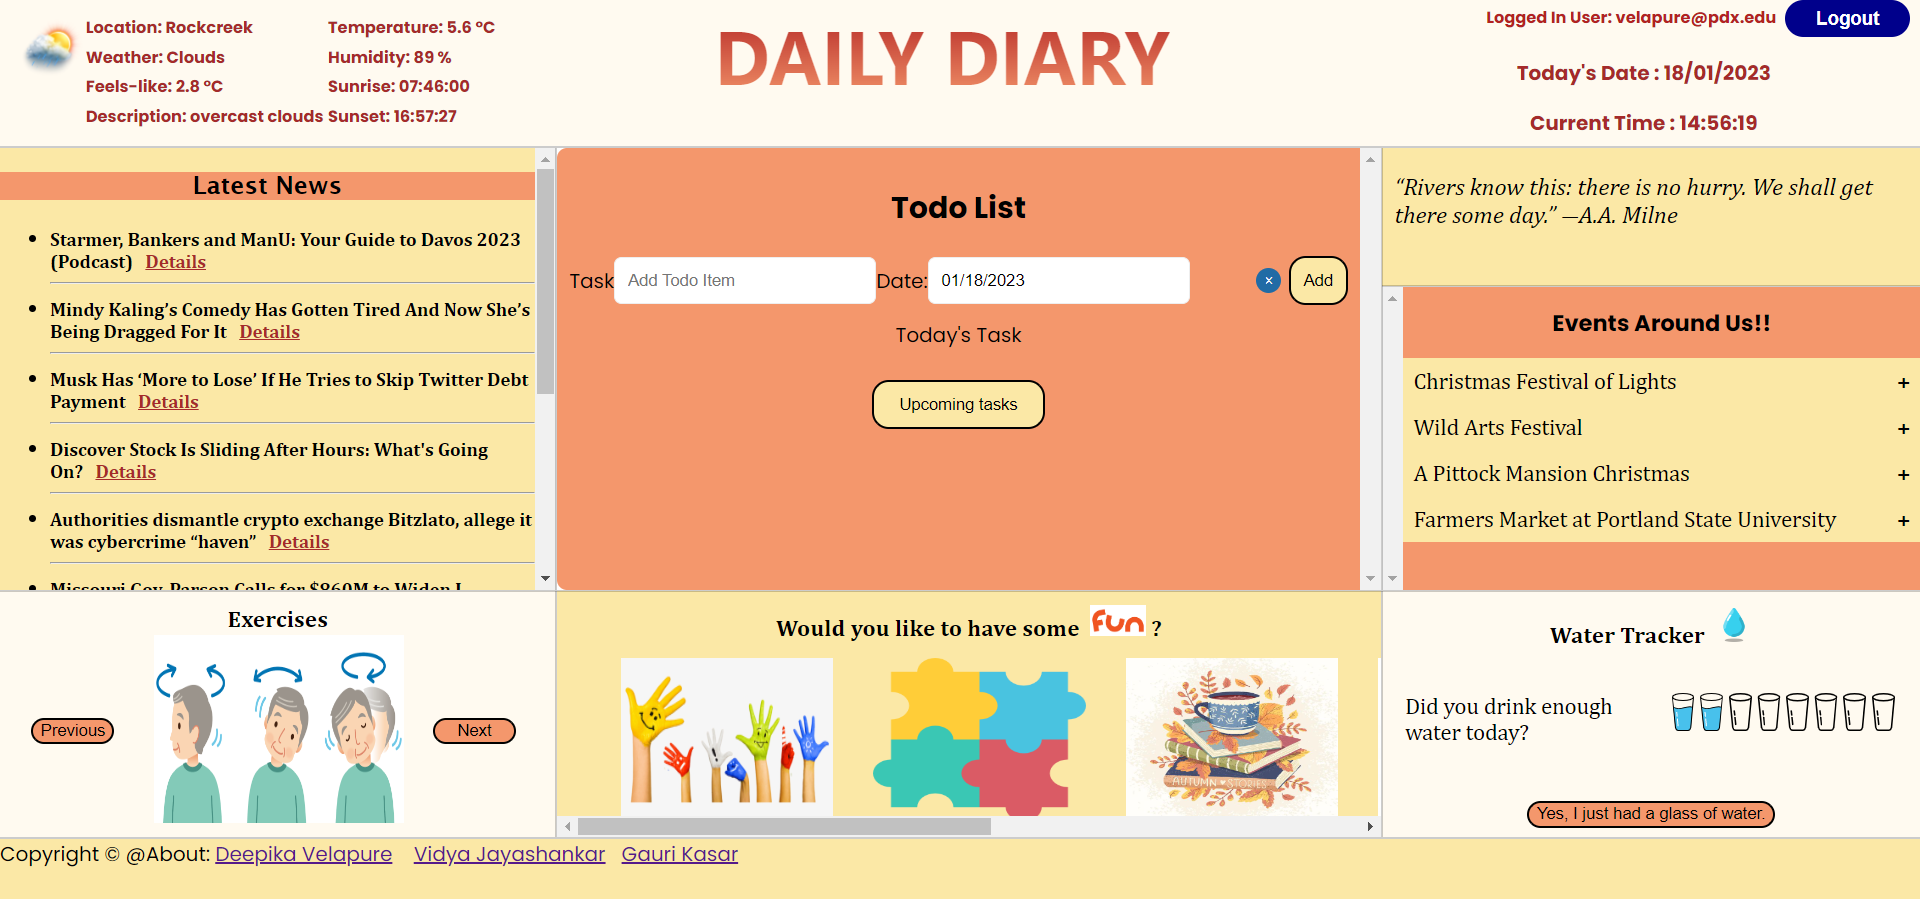 Location: Rockcreek
Temperature: 5.6 °C
Weather: Clouds
Humidity: 89 %
Feels-like: 2.8 °C
Sunrise: 07:46:00
Description: overcast clouds
Sunset: 16:57:27
DAILY DIARY
Logged In User: velapure@pdx.edu
Logout
Today's Date : 18/01/2023
Current Time : 14:56:19
Latest News
Starmer, Bankers and ManU: Your Guide to Davos 2023
(Podcast) Details
Mindy Kaling’s Comedy Has Gotten Tired And Now She’s
Being Dragged For It Details
Musk Has ‘More to Lose’ If He Tries to Skip Twitter Debt
Payment Details
Discover Stock Is Sliding After Hours: What's Going
On? Details
Authorities dismantle crypto exchange Bitzlato, allege it
was cybercrime “haven” Details
Missouri Gov. Parson Calls for $860M to Widen I
Todo List
Task
Add Todo Item
Date:
01/18/2023
×
Add
Today's Task
Upcoming tasks
“Rivers know this: there is no hurry. We shall get
there some day.” —A.A. Milne
Events Around Us!!
Christmas Festival of Lights +
Wild Arts Festival +
A Pittock Mansion Christmas +
Farmers Market at Portland State University +
Exercises
Previous
Next
Would you like to have some fun ?
AUTUMN ♥ STORIES
Water Tracker
Did you drink enough
water today?
Yes, I just had a glass of water.
Copyright © @About: Deepika Velapure Vidya Jayashankar Gauri Kasar